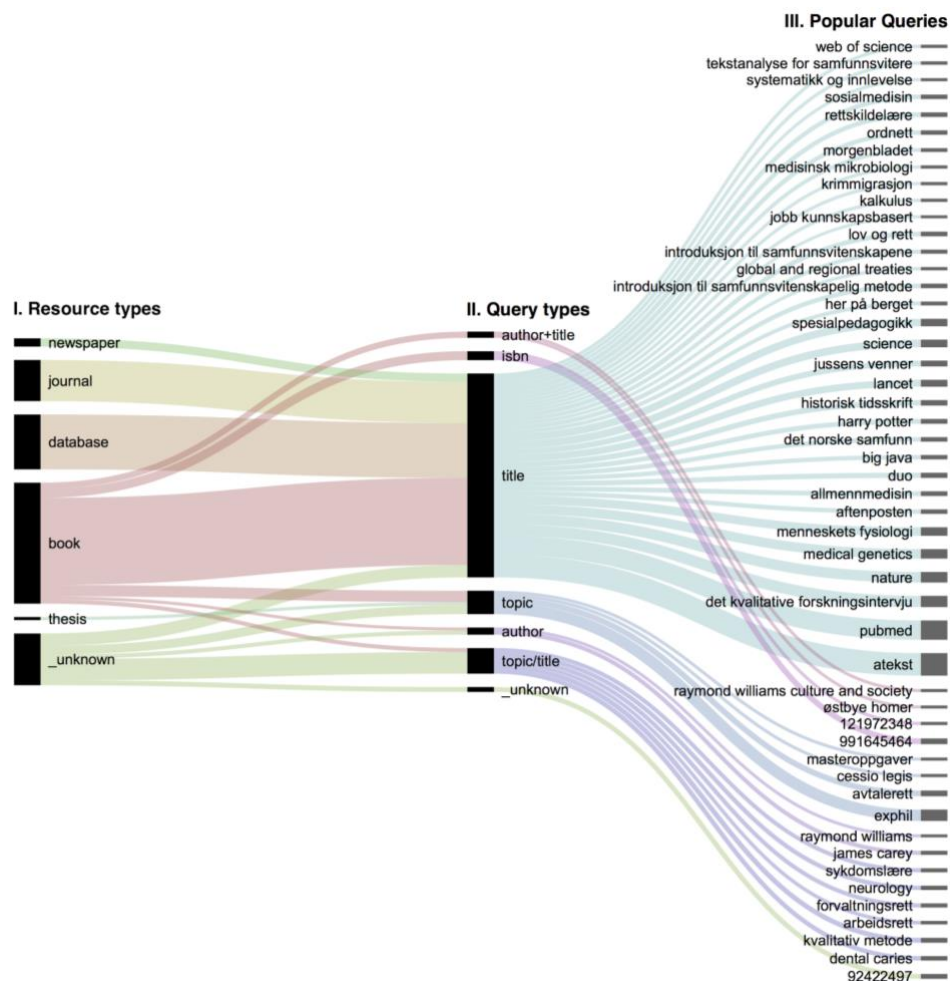 III. Popular Queries
web of science
tekstanalyse for samfunnsvitere
systematikk og innlevelse
sosialmedisin
rettskildelære
ordnett
morgenbladet
medisinsk mikrobiologi
krimmigrasjon
kalkulus
jobb kunnskapsbasert
lov og rett
introduksjon til samfunnsvitenskapene
global and regional treaties
introduksjon til samfunnsvitenskapelig metode
her på berget
spesialpedagogikk
science
jussens venner
lancet
historisk tidsskrift
harry potter
det norske samfunn
big java
duo
allmennmedisin
aftenposten
menneskets fysiologi
medical genetics
nature
det kvalitative forskningsintervju
pubmed
atekst
raymond williams culture and society
østbye homer
121972348
991645464
masteroppgaver
cessio legis
avtalerett
exphil
raymond williams
james carey
sykdomslære
neurology
forvaltningsrett
arbeidsrett
kvalitativ metode
dental caries
92422497
I. Resource types
newspaper
journal
database
book
thesis
_unknown
II. Query types
author+title
isbn
title
topic
author
topic/title
_unknown